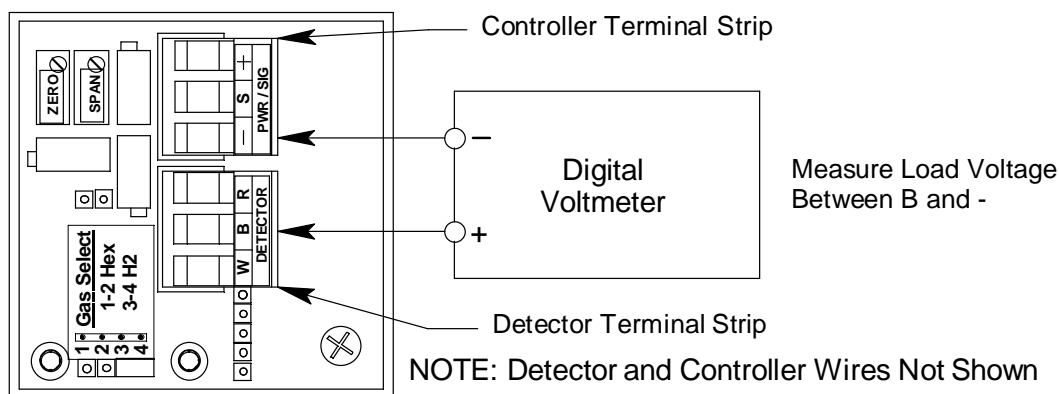 Controller Terminal Strip
ZERO
SPAN
+
S
−
PWR / SIG
−
Digital
Voltmeter
+
Measure Load Voltage
Between B and -
R
B
W
DETECTOR
Gas Select
1-2 Hex
3-4 H2
1
2
3
4
Detector Terminal Strip
NOTE: Detector and Controller Wires Not Shown